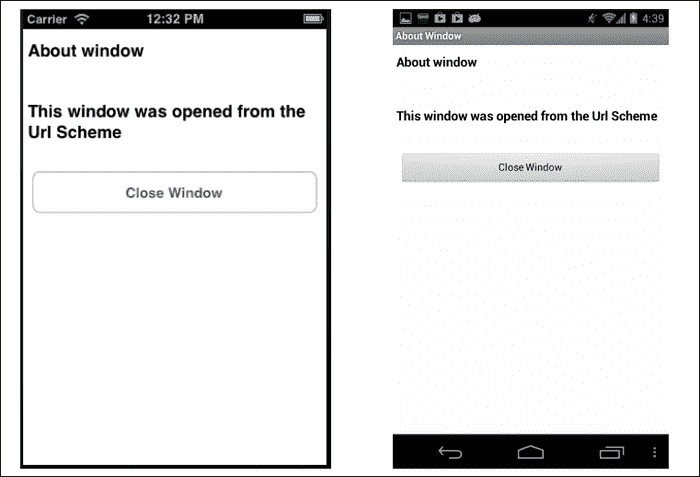 Carrier 12:32 PM
About window
This window was opened from the
Url Scheme
Close Window
4:39
About Window
About window
This window was opened from the Url Scheme
Close Window